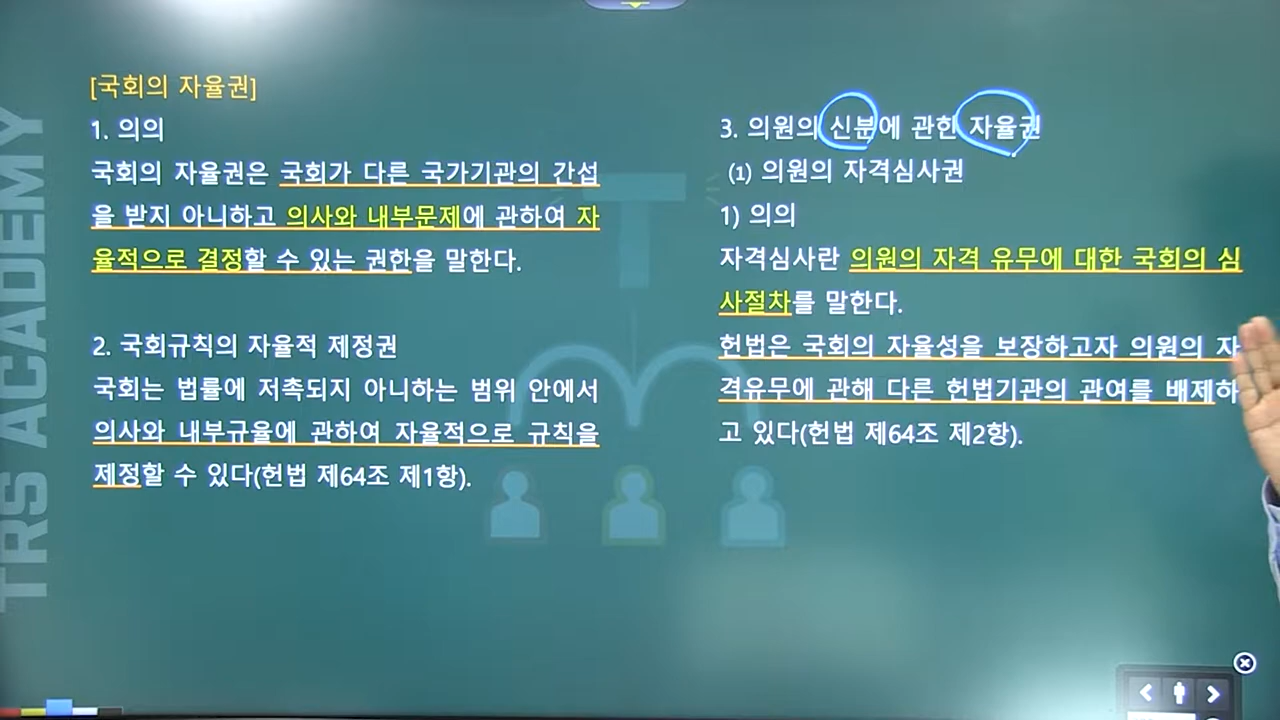 [국회의 자율권]
1. 의의
국회의 자율권은 국회가 다른 국가기관의 간섭
을 받지 아니하고 의사와 내부문제에 관하여 자
율적으로 결정할 수 있는 권한을 말한다.
2. 국회규칙의 자율적 제정권
국회는 법률에 저촉되지 아니하는 범위 안에서
의사와 내부규율에 관하여 자율적으로 규칙을
제정할 수 있다(헌법 제64조 제1항).
3. 의원의 신분에 관한 자율권
(1) 의원의 자격심사권
1) 의의
자격심사란 의원의 자격 유무에 대한 국회의 심
사절차를 말한다.
헌법은 국회의 자율성을 보장하고자 의원의 자
격유무에 관해 다른 헌법기관의 관여를 배제하
고 있다(헌법 제64조 제2항).
TRS ACADEMY